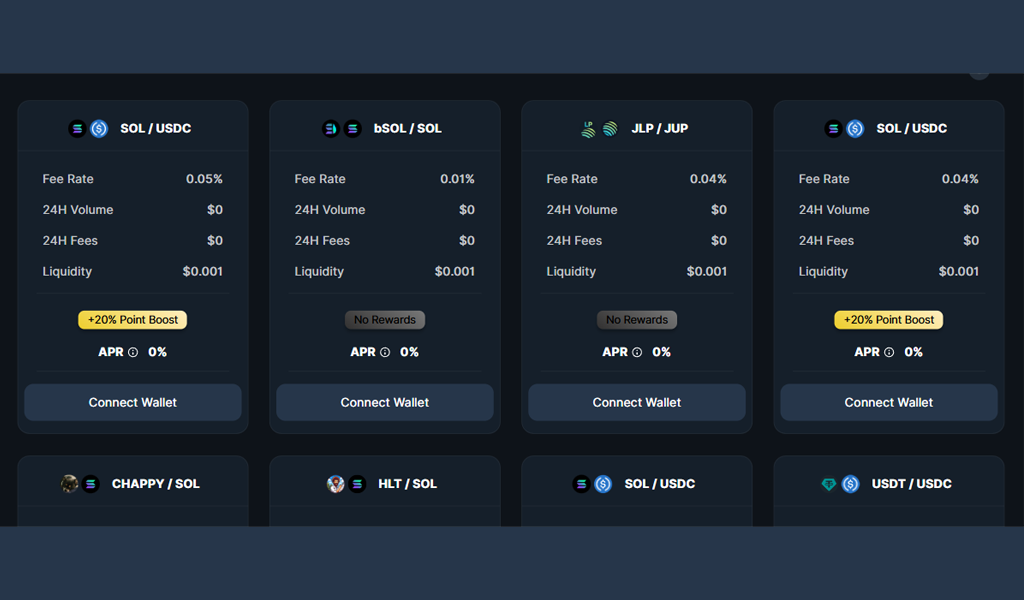 SOL / USDC
Fee Rate 0.05%
24H Volume $0
24H Fees $0
Liquidity $0.001
+20% Point Boost
APR 0%
Connect Wallet
bSOL / SOL
Fee Rate 0.01%
24H Volume $0
24H Fees $0
Liquidity $0.001
No Rewards
APR 0%
Connect Wallet
LP
JLP / JUP
Fee Rate 0.04%
24H Volume $0
24H Fees $0
Liquidity $0.001
No Rewards
APR 0%
Connect Wallet
SOL / USDC
Fee Rate 0.04%
24H Volume $0
24H Fees $0
Liquidity $0.001
+20% Point Boost
APR 0%
Connect Wallet
CHAPPY / SOL
HLT / SOL
SOL / USDC
USDT / USDC